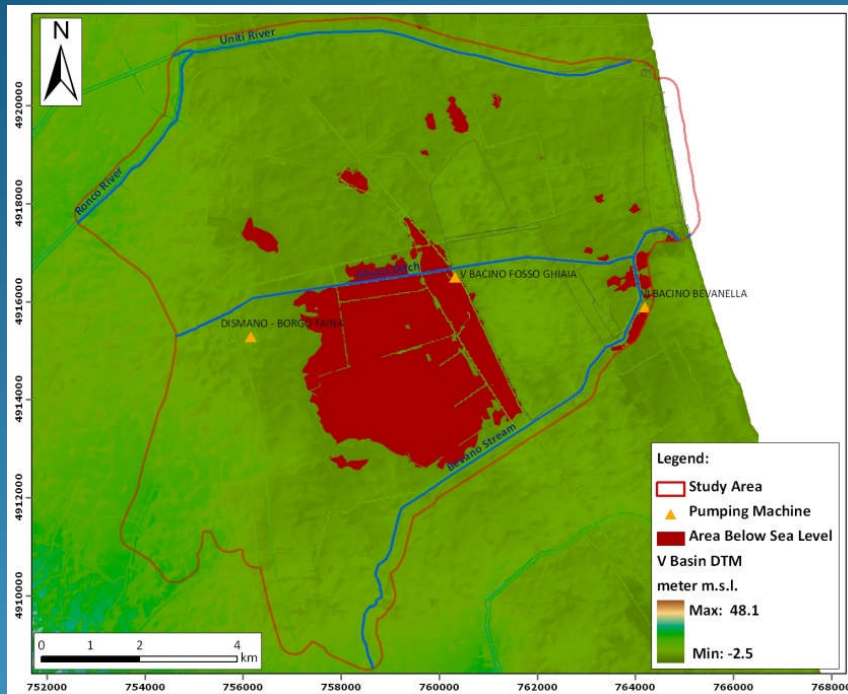 N
Uniti River
Ronco River
V BACINO FOSSO GHIAIA
VI BACINO BEVANELLA
DISMANO - BORGO FAINA
Bevano Stream
Legend:
Study Area
Pumping Machine
Area Below Sea Level
V Basin DTM
meter m.s.l.
Max: 48.1
Min: -2.5
0 1 2 4
km
4920000
4918000
4916000
4914000
4912000
4910000
752000 754000 756000 758000 760000 762000 764000 766000 768000